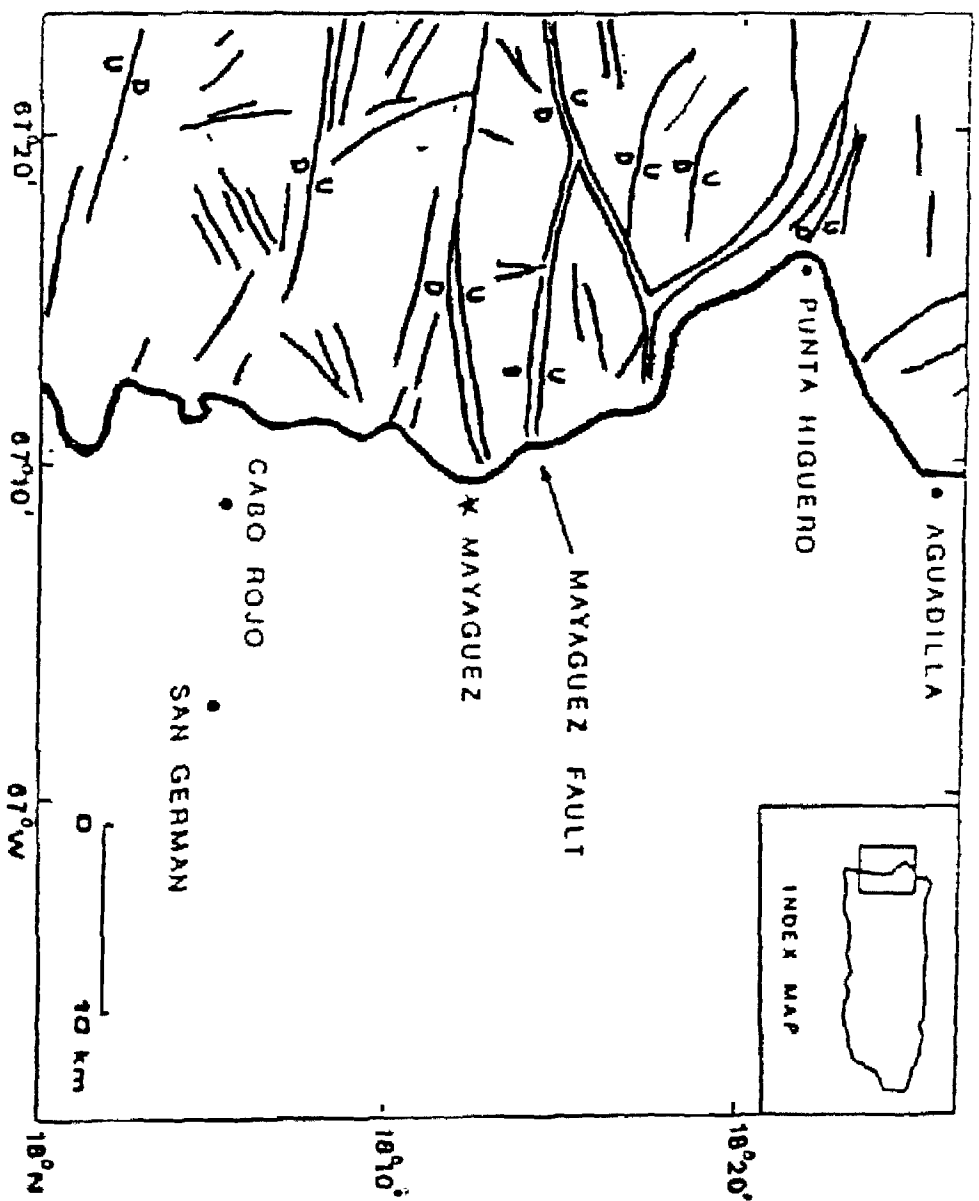 AGUADILLA
PUNTA HIGUERO
MAYAGUEZ FAULT
MAYAGUEZ
CABO ROJO
SAN GERMAN
INDEX MAP
0 10 km
67°20'
67°10'
67°W
18°20'
18°10'
18°N
U
D
U
D
U
D
U
D
U
D
U
U
D
U
D
U
D